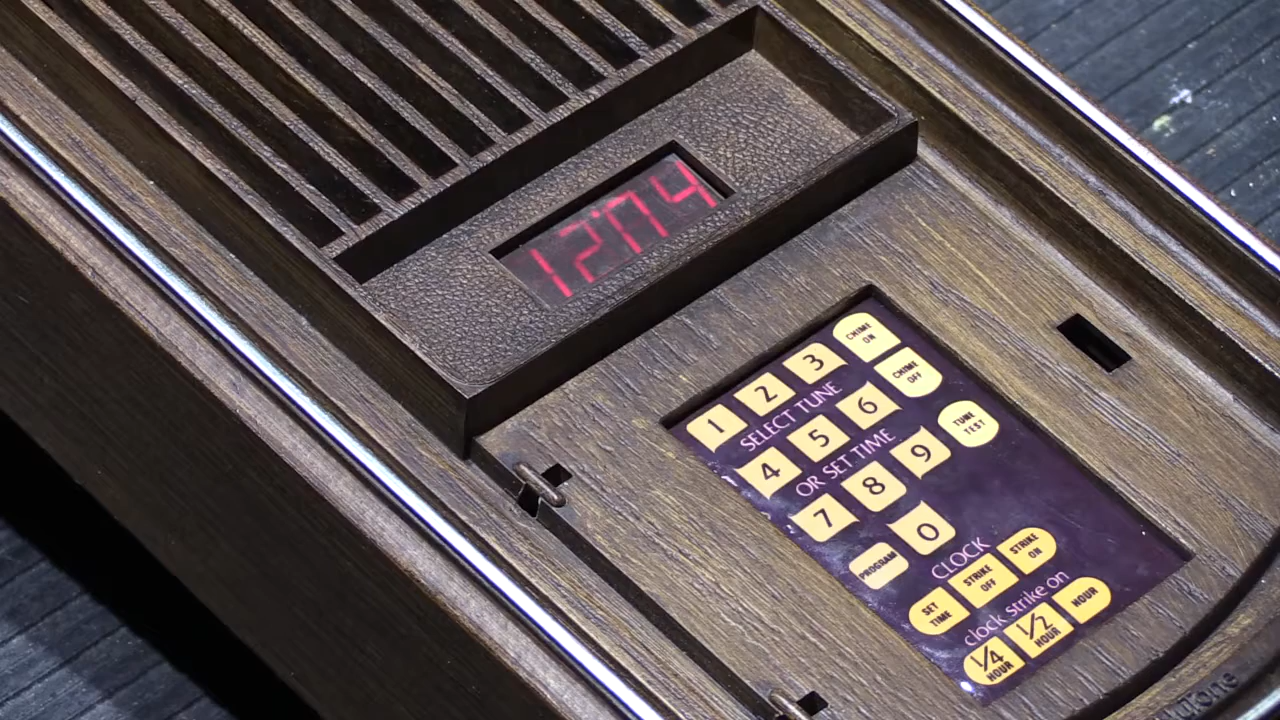 12:04
1 2 3 CHIME ON
SELECT TUNE
4 5 6 CHIME OFF
OR SET TIME
7 8 9 TUNE TEST
PROGRAM 0
CLOCK
SET TIME STRIKE OFF STRIKE ON
clock strike on
1/4 HOUR 1/2 HOUR HOUR